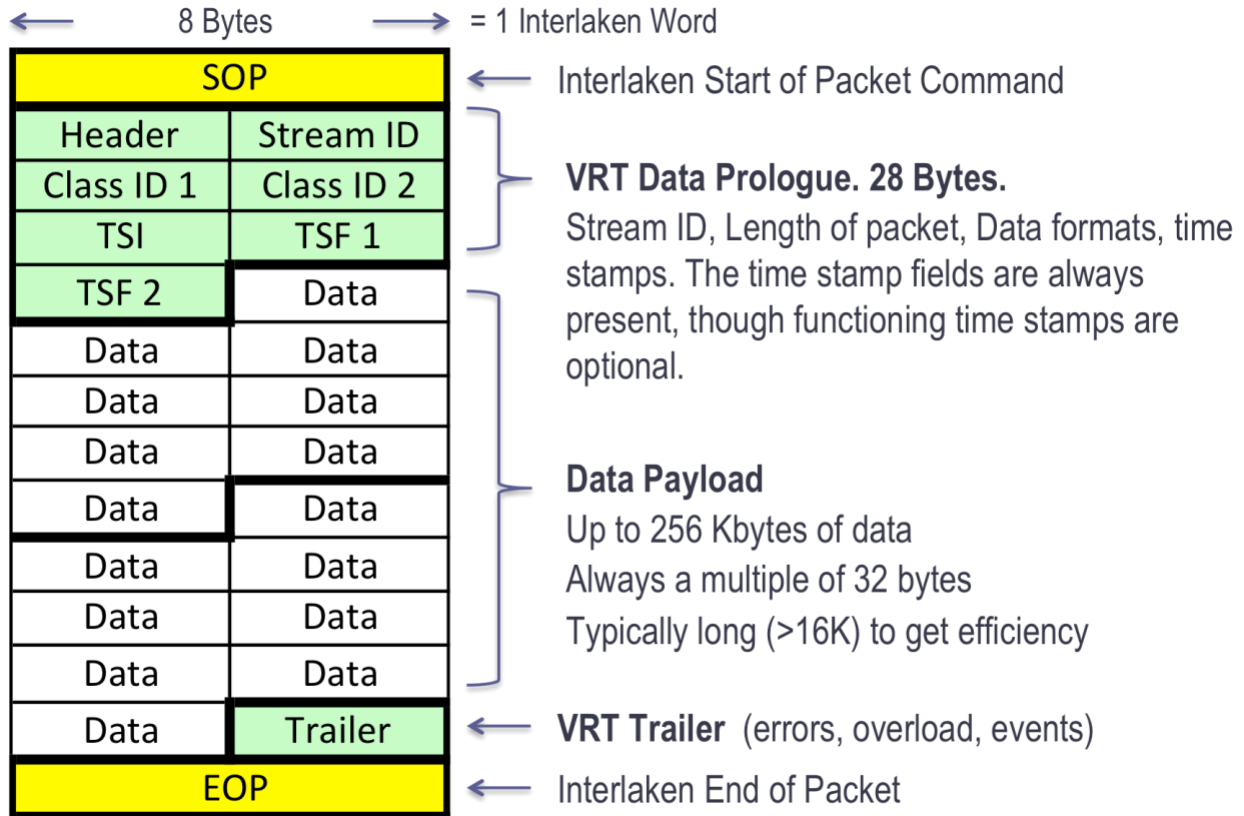 8 Bytes = 1 Interlaken Word
SOP
Interlaken Start of Packet Command
Header Stream ID
Class ID 1 Class ID 2
TSI TSF 1
TSF 2 Data
VRT Data Prologue. 28 Bytes.
Stream ID, Length of packet, Data formats, time
stamps. The time stamp fields are always
present, though functioning time stamps are
optional.
Data Data
Data Data
Data Data
Data Data
Data Data
Data Data
Data Data
Data Payload
Up to 256 Kbytes of data
Always a multiple of 32 bytes
Typically long (>16K) to get efficiency
Data Trailer
VRT Trailer (errors, overload, events)
EOP
Interlaken End of Packet